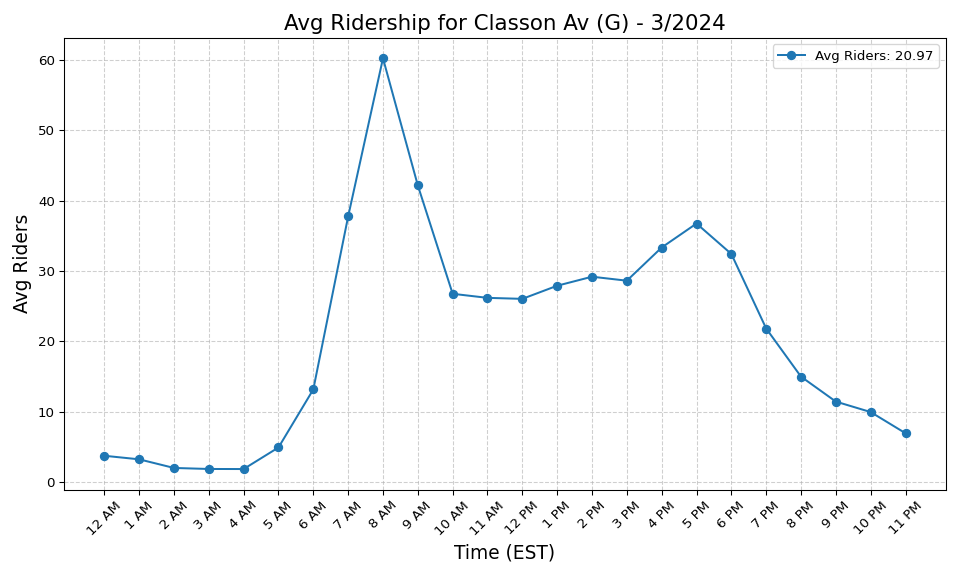 Avg Ridership for Classon Av (G) - 3/2024
Avg Riders: 20.97
Avg Riders
60
50
40
30
20
10
0
12 AM
1 AM
2 AM
3 AM
4 AM
5 AM
6 AM
7 AM
8 AM
9 AM
10 AM
11 AM
12 PM
1 PM
2 PM
3 PM
4 PM
5 PM
6 PM
7 PM
8 PM
9 PM
10 PM
11 PM
Time (EST)